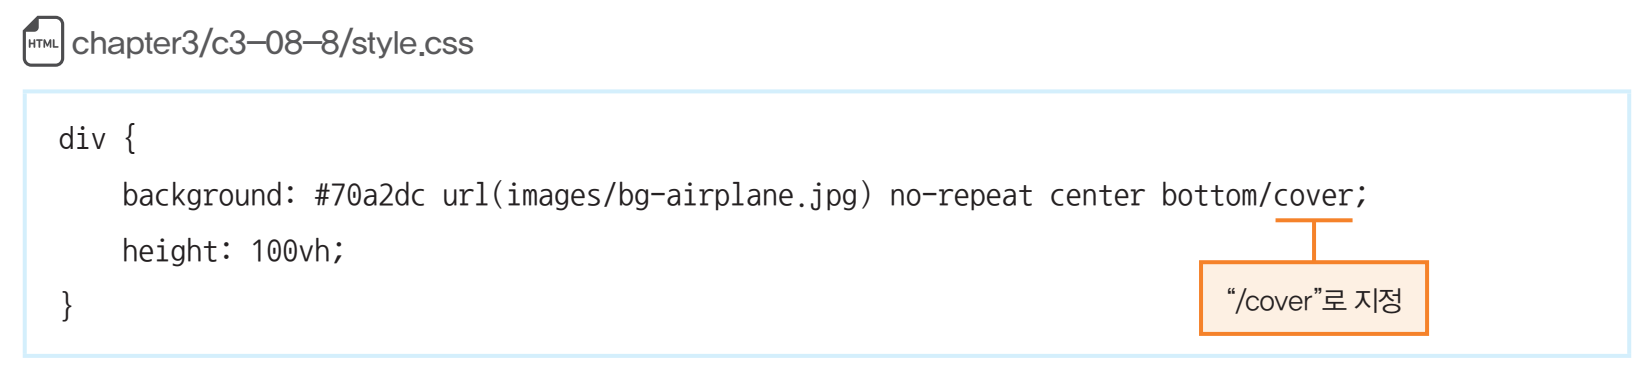 HTML chapter3/c3-08-8/style.css
div {
background: #70a2dc url(images/bg-airplane.jpg) no-repeat center bottom/cover;
height: 100vh;
}
“/cover”로 지정